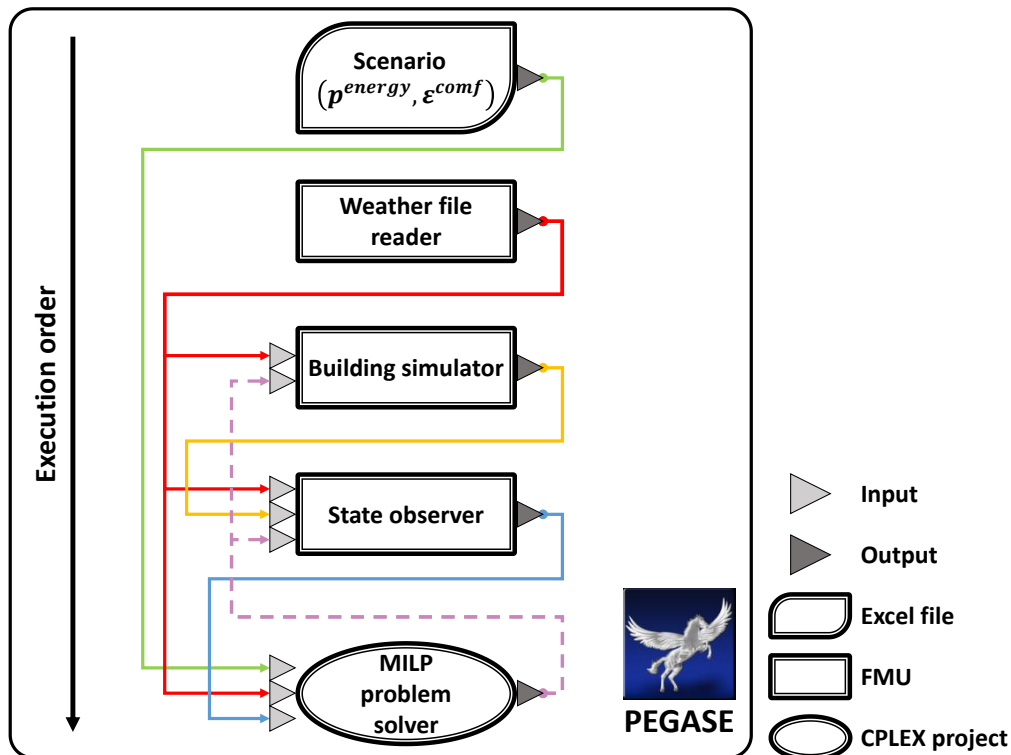 Scenario
(p^energy, ε^comf)
Weather file
reader
Building simulator
State observer
MILP
problem
solver
Execution order
PEGASE
Input
Output
Excel file
FMU
CPLEX project